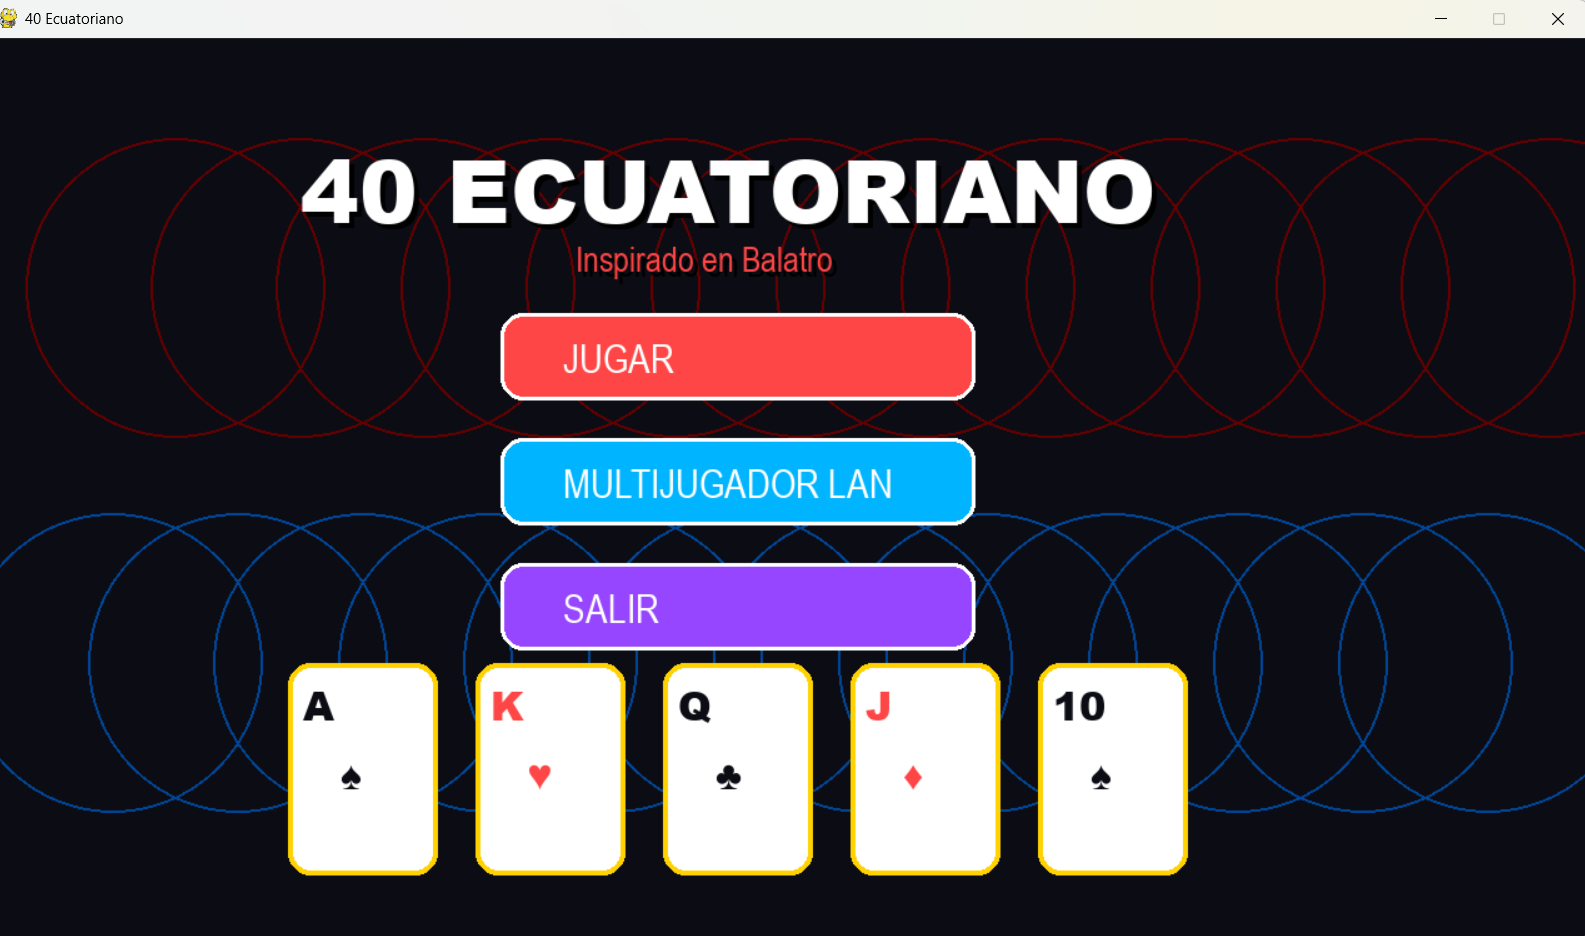 40 Ecuatoriano
40 ECUATORIANO
Inspirado en Balatro
JUGAR
MULTIJUGADOR LAN
SALIR
A K Q J 10
♠ ♥ ♣ ♦ ♠